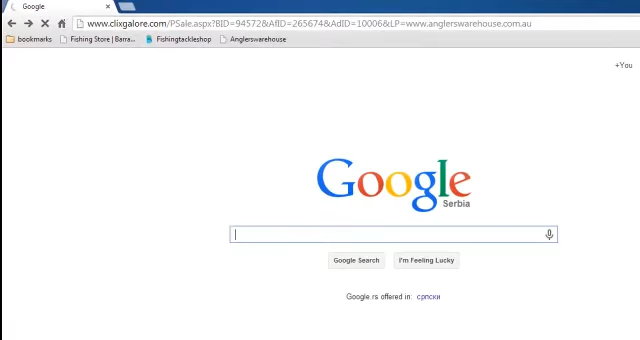 Google
www.clixgalore.com/PSale.aspx?BID=94572&AfID=265674&AdID=10006&LP=www.anglerswarehouse.com.au
bookmarks Fishing Store | Barra... Fishingtackleshop Anglerswarehouse
+You
Google
Serbia
Google Search I'm Feeling Lucky
Google.rs offered in: српски